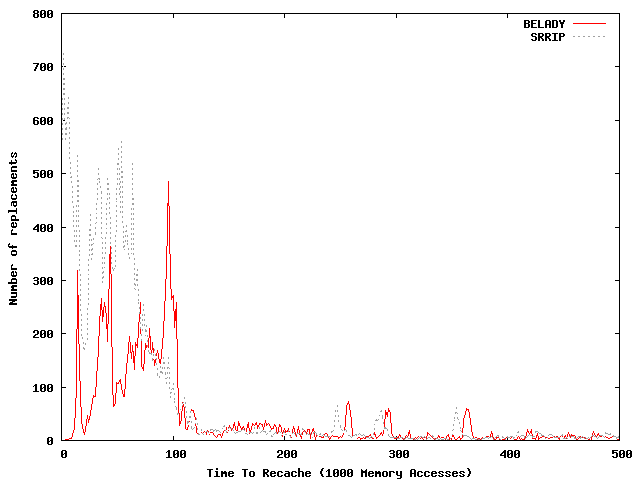 800
700
600
500
400
300
200
100
0
Number of replacements
BELADY
SRRIP
0 100 200 300 400 500
Time To Recache (1000 Memory Accesses)